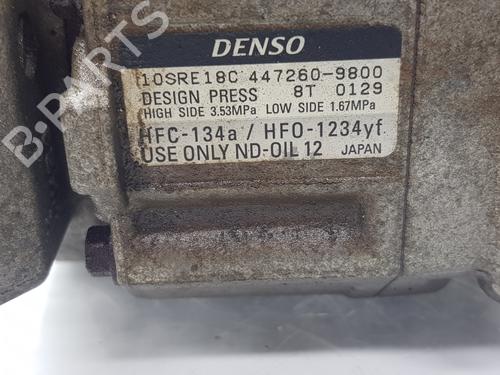 DENSO
10SRE18C 447260-9800
DESIGN PRESS 8T 0129
HIGH SIDE 3.53MPa LOW SIDE 1.67MPa
HFC-134a / HFO-1234yf
USE ONLY ND-OIL 12 JAPAN
B-PARTS